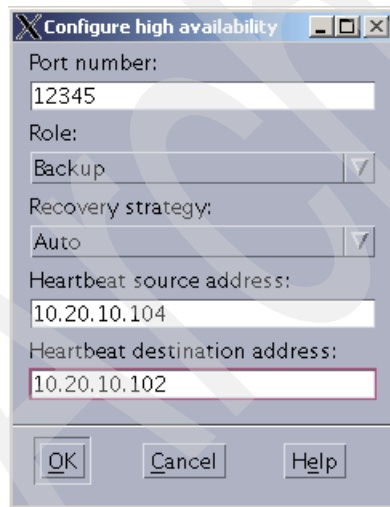 Configure high availability
Port number:
12345
Role:
Backup
Recovery strategy:
Auto
Heartbeat source address:
10.20.10.104
Heartbeat destination address:
10.20.10.102
OK Cancel Help